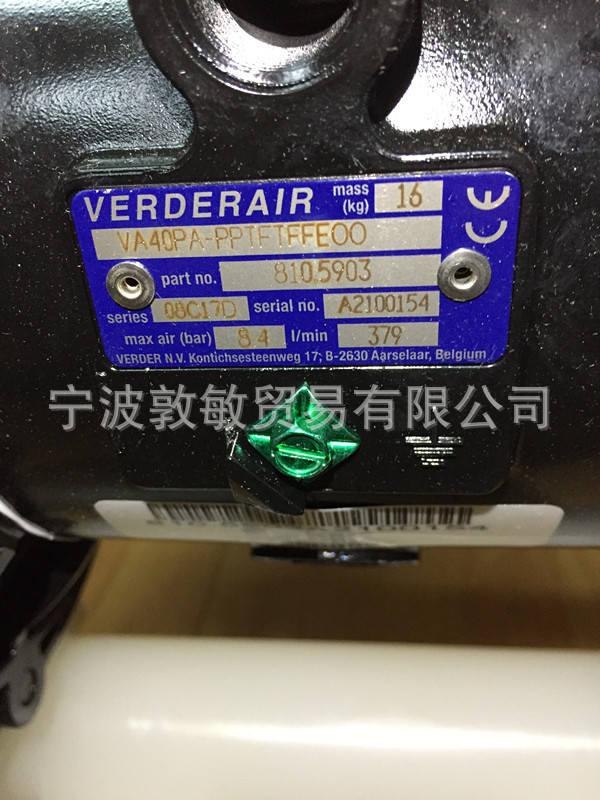 VERDERAIR
mass (kg) 16
CE
VA40PA-PPTFTFFE00
part no. 810.5903
series 08C17D serial no. A2100154
max air (bar) 8.4 l/min 379
VERDER N.V. Kontichsesteenweg 17; B-2630 Aarselaar, Belgium
宁波敦敏贸易有限公司